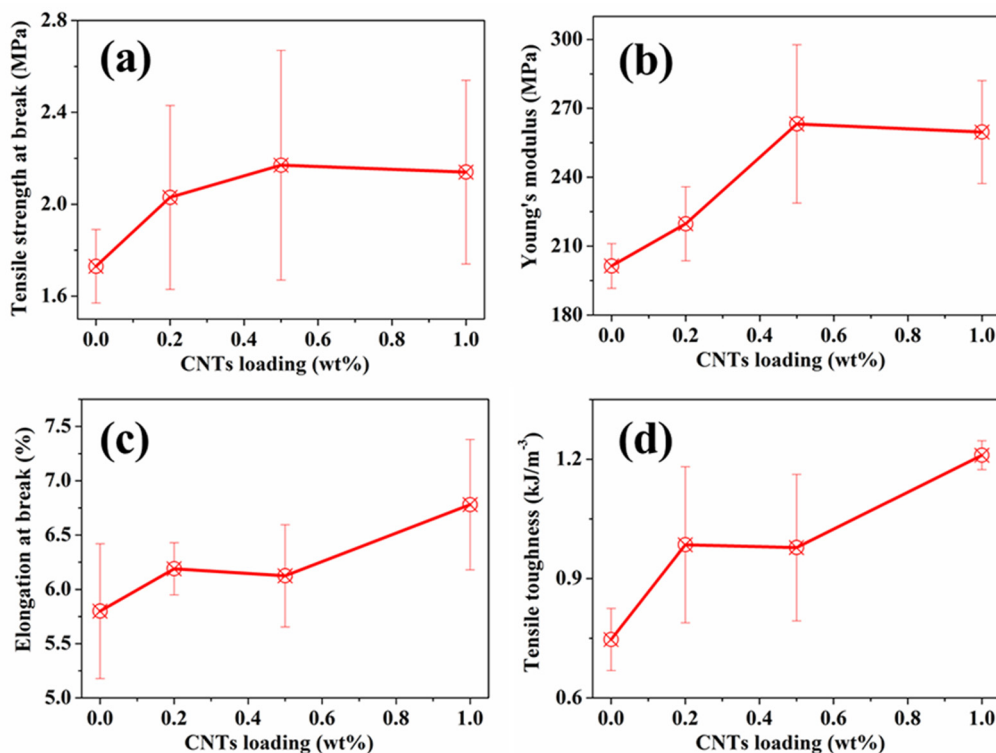 (a)
Tensile strength at break (MPa)
2.8
2.4
2.0
1.6
0.0 0.2 0.4 0.6 0.8 1.0
CNTs loading (wt%)
(b)
Young's modulus (MPa)
300
270
240
210
180
0.0 0.2 0.4 0.6 0.8 1.0
CNTs loading (wt%)
(c)
Elongation at break (%)
7.5
7.0
6.5
6.0
5.5
5.0
0.0 0.2 0.4 0.6 0.8 1.0
CNTs loading (wt%)
(d)
Tensile toughness (kJ/m⁻³)
1.2
0.9
0.6
0.0 0.2 0.4 0.6 0.8 1.0
CNTs loading (wt%)